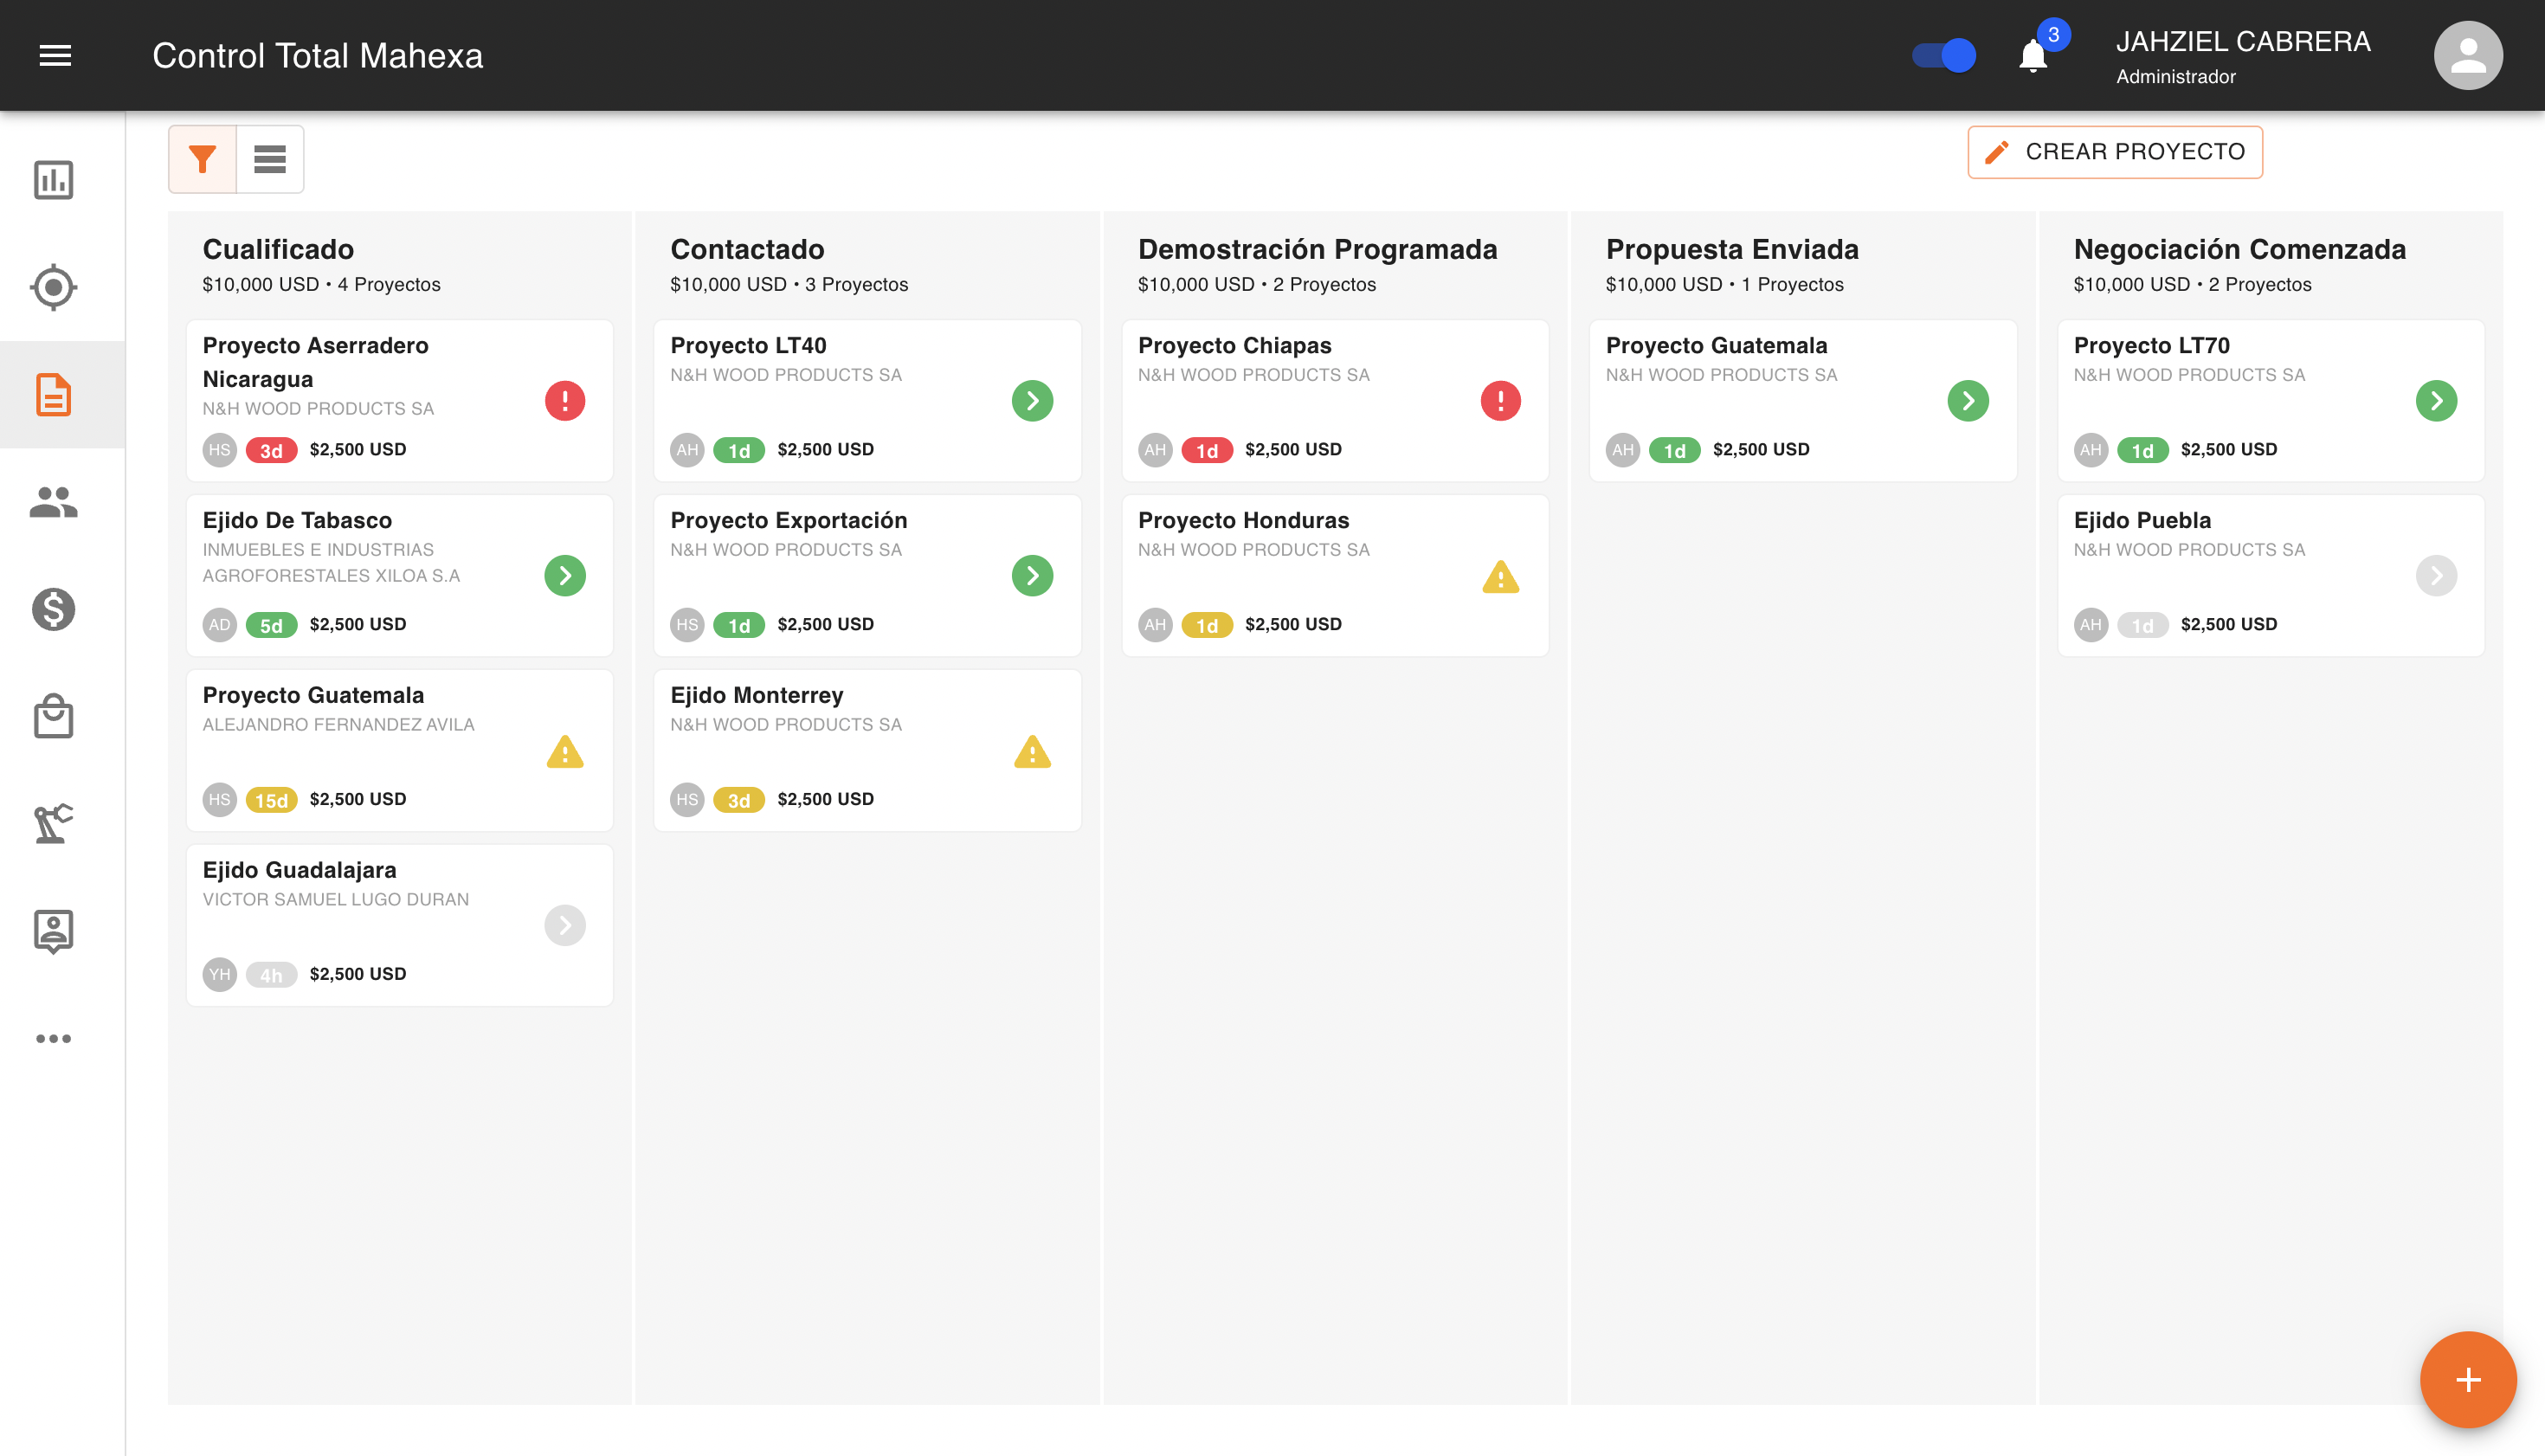 Control Total Mahexa
3
JAHZIEL CABRERA
Administrador
CREAR PROYECTO
Cualificado
$10,000 USD • 4 Proyectos
Proyecto Aserradero
Nicaragua
N&H WOOD PRODUCTS SA
HS 3d $2,500 USD
Ejido De Tabasco
INMUEBLES E INDUSTRIAS
AGROFORESTALES XILOA S.A
AD 5d $2,500 USD
Proyecto Guatemala
ALEJANDRO FERNANDEZ AVILA
HS 15d $2,500 USD
Ejido Guadalajara
VICTOR SAMUEL LUGO DURAN
YH 4h $2,500 USD
Contactado
$10,000 USD • 3 Proyectos
Proyecto LT40
N&H WOOD PRODUCTS SA
AH 1d $2,500 USD
Proyecto Exportación
N&H WOOD PRODUCTS SA
HS 1d $2,500 USD
Ejido Monterrey
N&H WOOD PRODUCTS SA
HS 3d $2,500 USD
Demostración Programada
$10,000 USD • 2 Proyectos
Proyecto Chiapas
N&H WOOD PRODUCTS SA
AH 1d $2,500 USD
Proyecto Honduras
N&H WOOD PRODUCTS SA
AH 1d $2,500 USD
Propuesta Enviada
$10,000 USD • 1 Proyectos
Proyecto Guatemala
N&H WOOD PRODUCTS SA
AH 1d $2,500 USD
Negociación Comenzada
$10,000 USD • 2 Proyectos
Proyecto LT70
N&H WOOD PRODUCTS SA
AH 1d $2,500 USD
Ejido Puebla
N&H WOOD PRODUCTS SA
AH 1d $2,500 USD